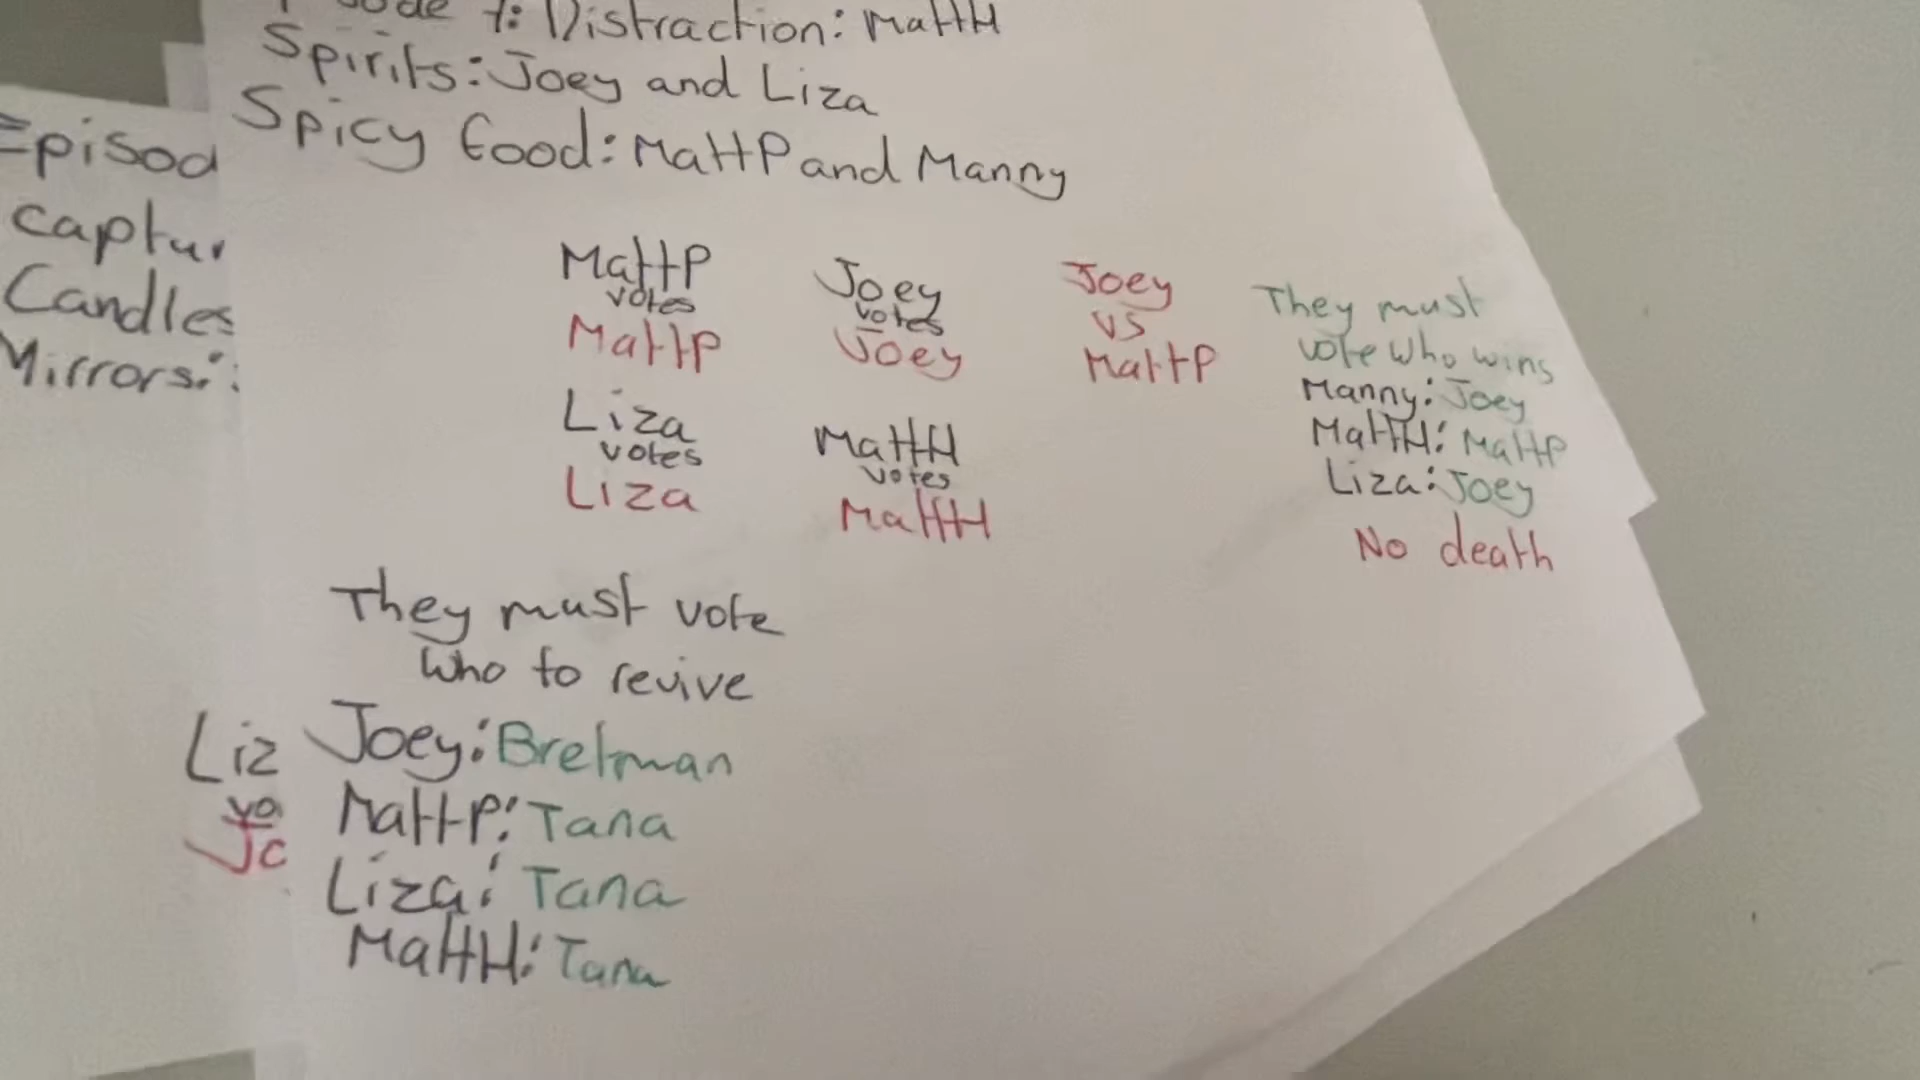 Distraction: MattH
Spirits: Joey and Liza
Spicy food: MattP and Manny
MattP
votes
MattP
Joey
votes
Joey
Joey
vs
MattP
They must
vote who wins
Manny: Joey
MattH: MattP
Liza: Joey
No death
Liza
votes
Liza
MattH
votes
MattH
They must vote
who to revive
Joey: Bretman
MattP: Tana
Liza: Tana
MattH: Tana
Episod
captur
Candles
Mirrors:
Liz
vo